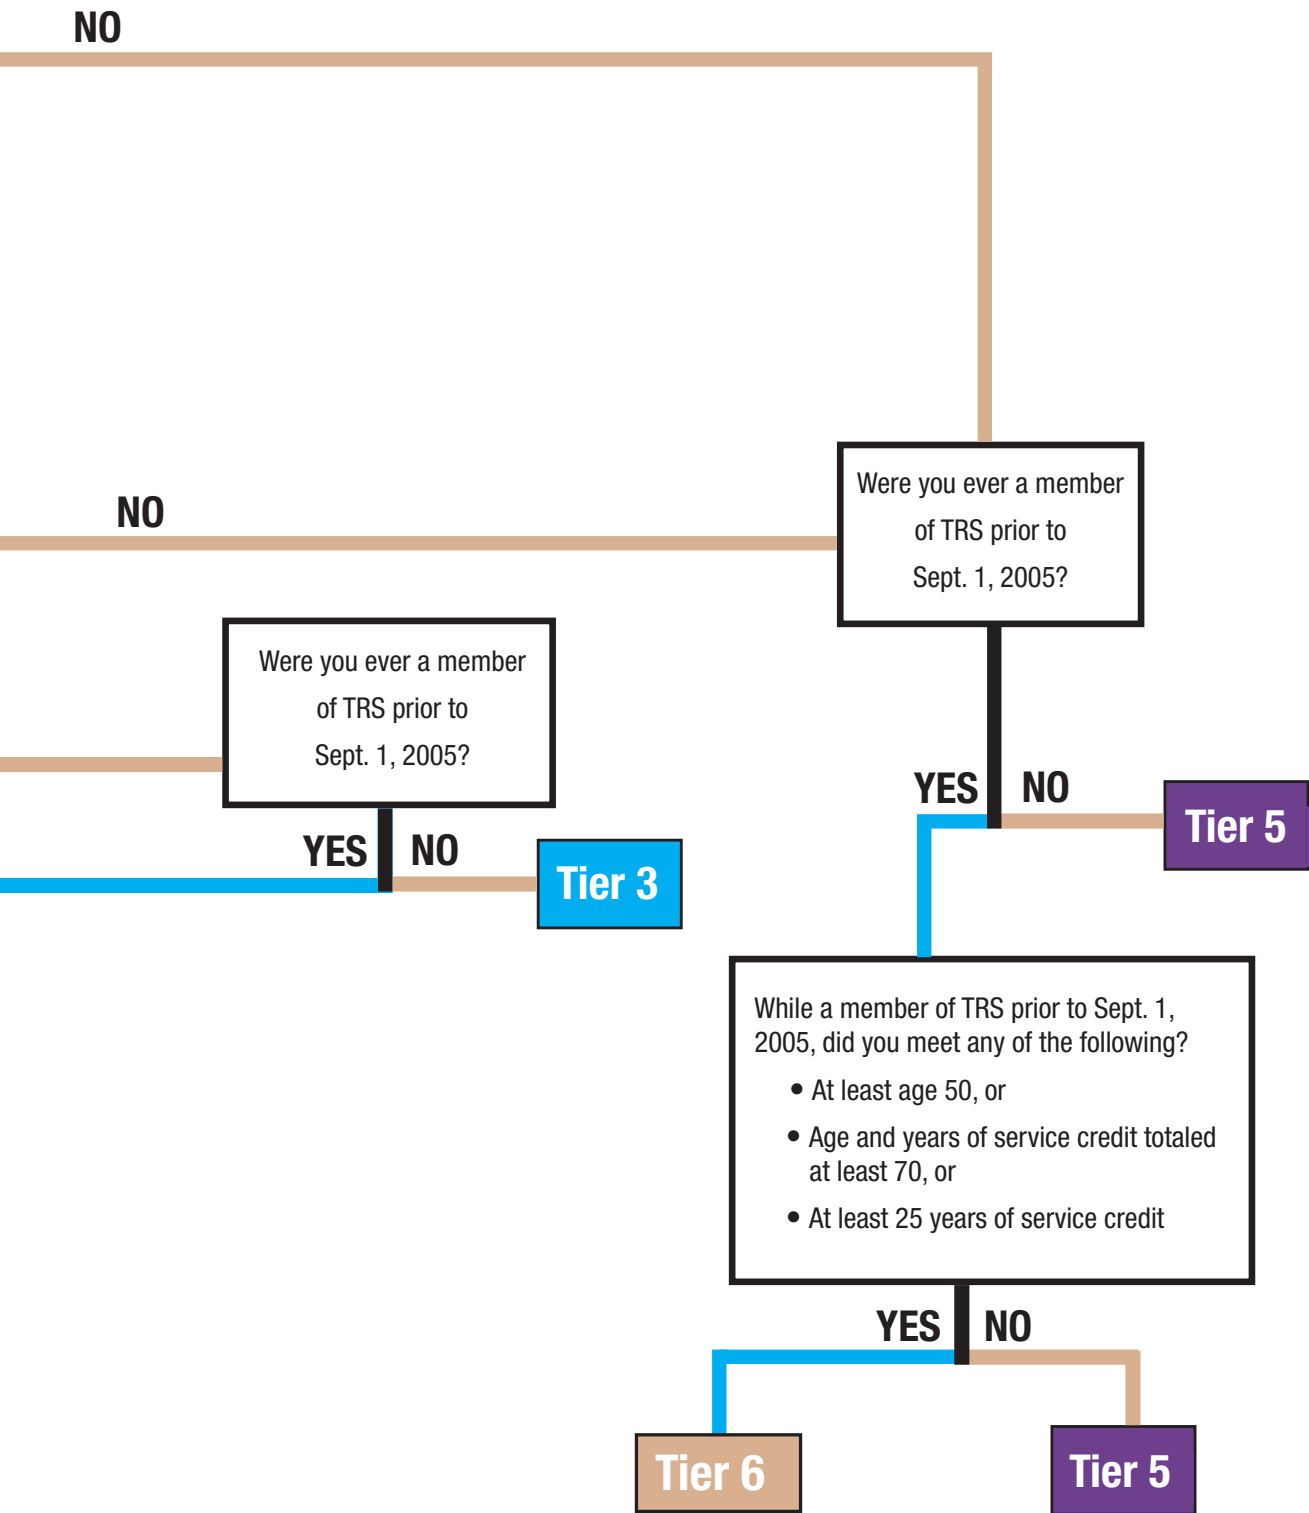 NO
NO
Were you ever a member
of TRS prior to
Sept. 1, 2005?
Were you ever a member
of TRS prior to
Sept. 1, 2005?
YES
NO
Tier 5
YES
NO
Tier 3
While a member of TRS prior to Sept. 1,
2005, did you meet any of the following?
• At least age 50, or
• Age and years of service credit totaled
at least 70, or
• At least 25 years of service credit
YES
NO
Tier 6
Tier 5